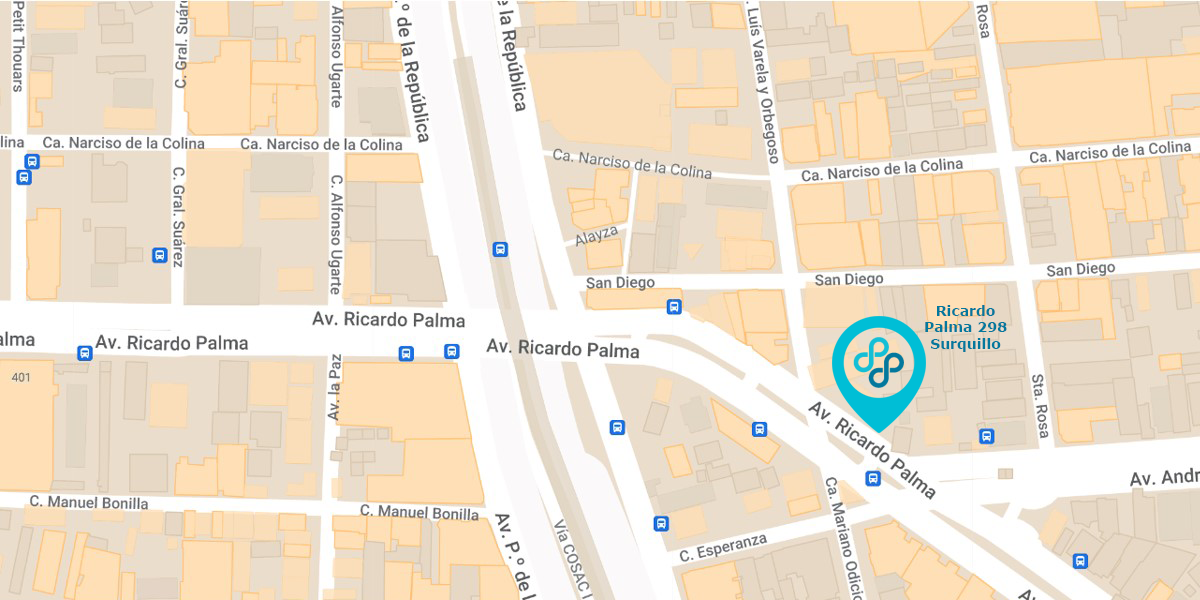 Petit Thouars
C. Gral. Suár
Alfonso Ugarte
.º de la República
e la República
. Luís Varela y Orbegoso
Rosa
lina
Ca. Narciso de la Colina
Ca. Narciso de la Colina
Ca. Narciso de la Colina
Ca. Narciso de la Colina
Ca. Narciso de la Colina
C. Gral. Suárez
C. Alfonso Ugarte
Alayza
San Diego
San Diego
San Diego
Ricardo
Palma 298
Surquillo
alma
Av. Ricardo Palma
Av. Ricardo Palma
Av. Ricardo Palma
Av. Ricardo Palma
401
Av. la Paz
Sta. Rosa
Av. Andr
C. Manuel Bonilla
C. Manuel Bonilla
Av. P.º de l
Vía COSAC I
C. Esperanza
Ca. Mariano Odicio
Av.